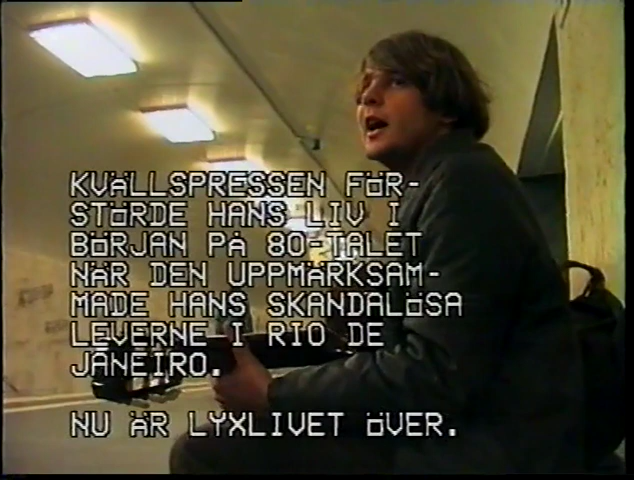 KVÄLLSPRESSEN FÖR-
STÖRDE HANS LIV I
BÖRJAN PÅ 80-TALET
NÄR DEN UPPMÄRKSAM-
MADE HANS SKANDALÖSA
LEVERNE I RIO DE
JANEIRO.
NU ÄR LYXLIVET ÖVER.